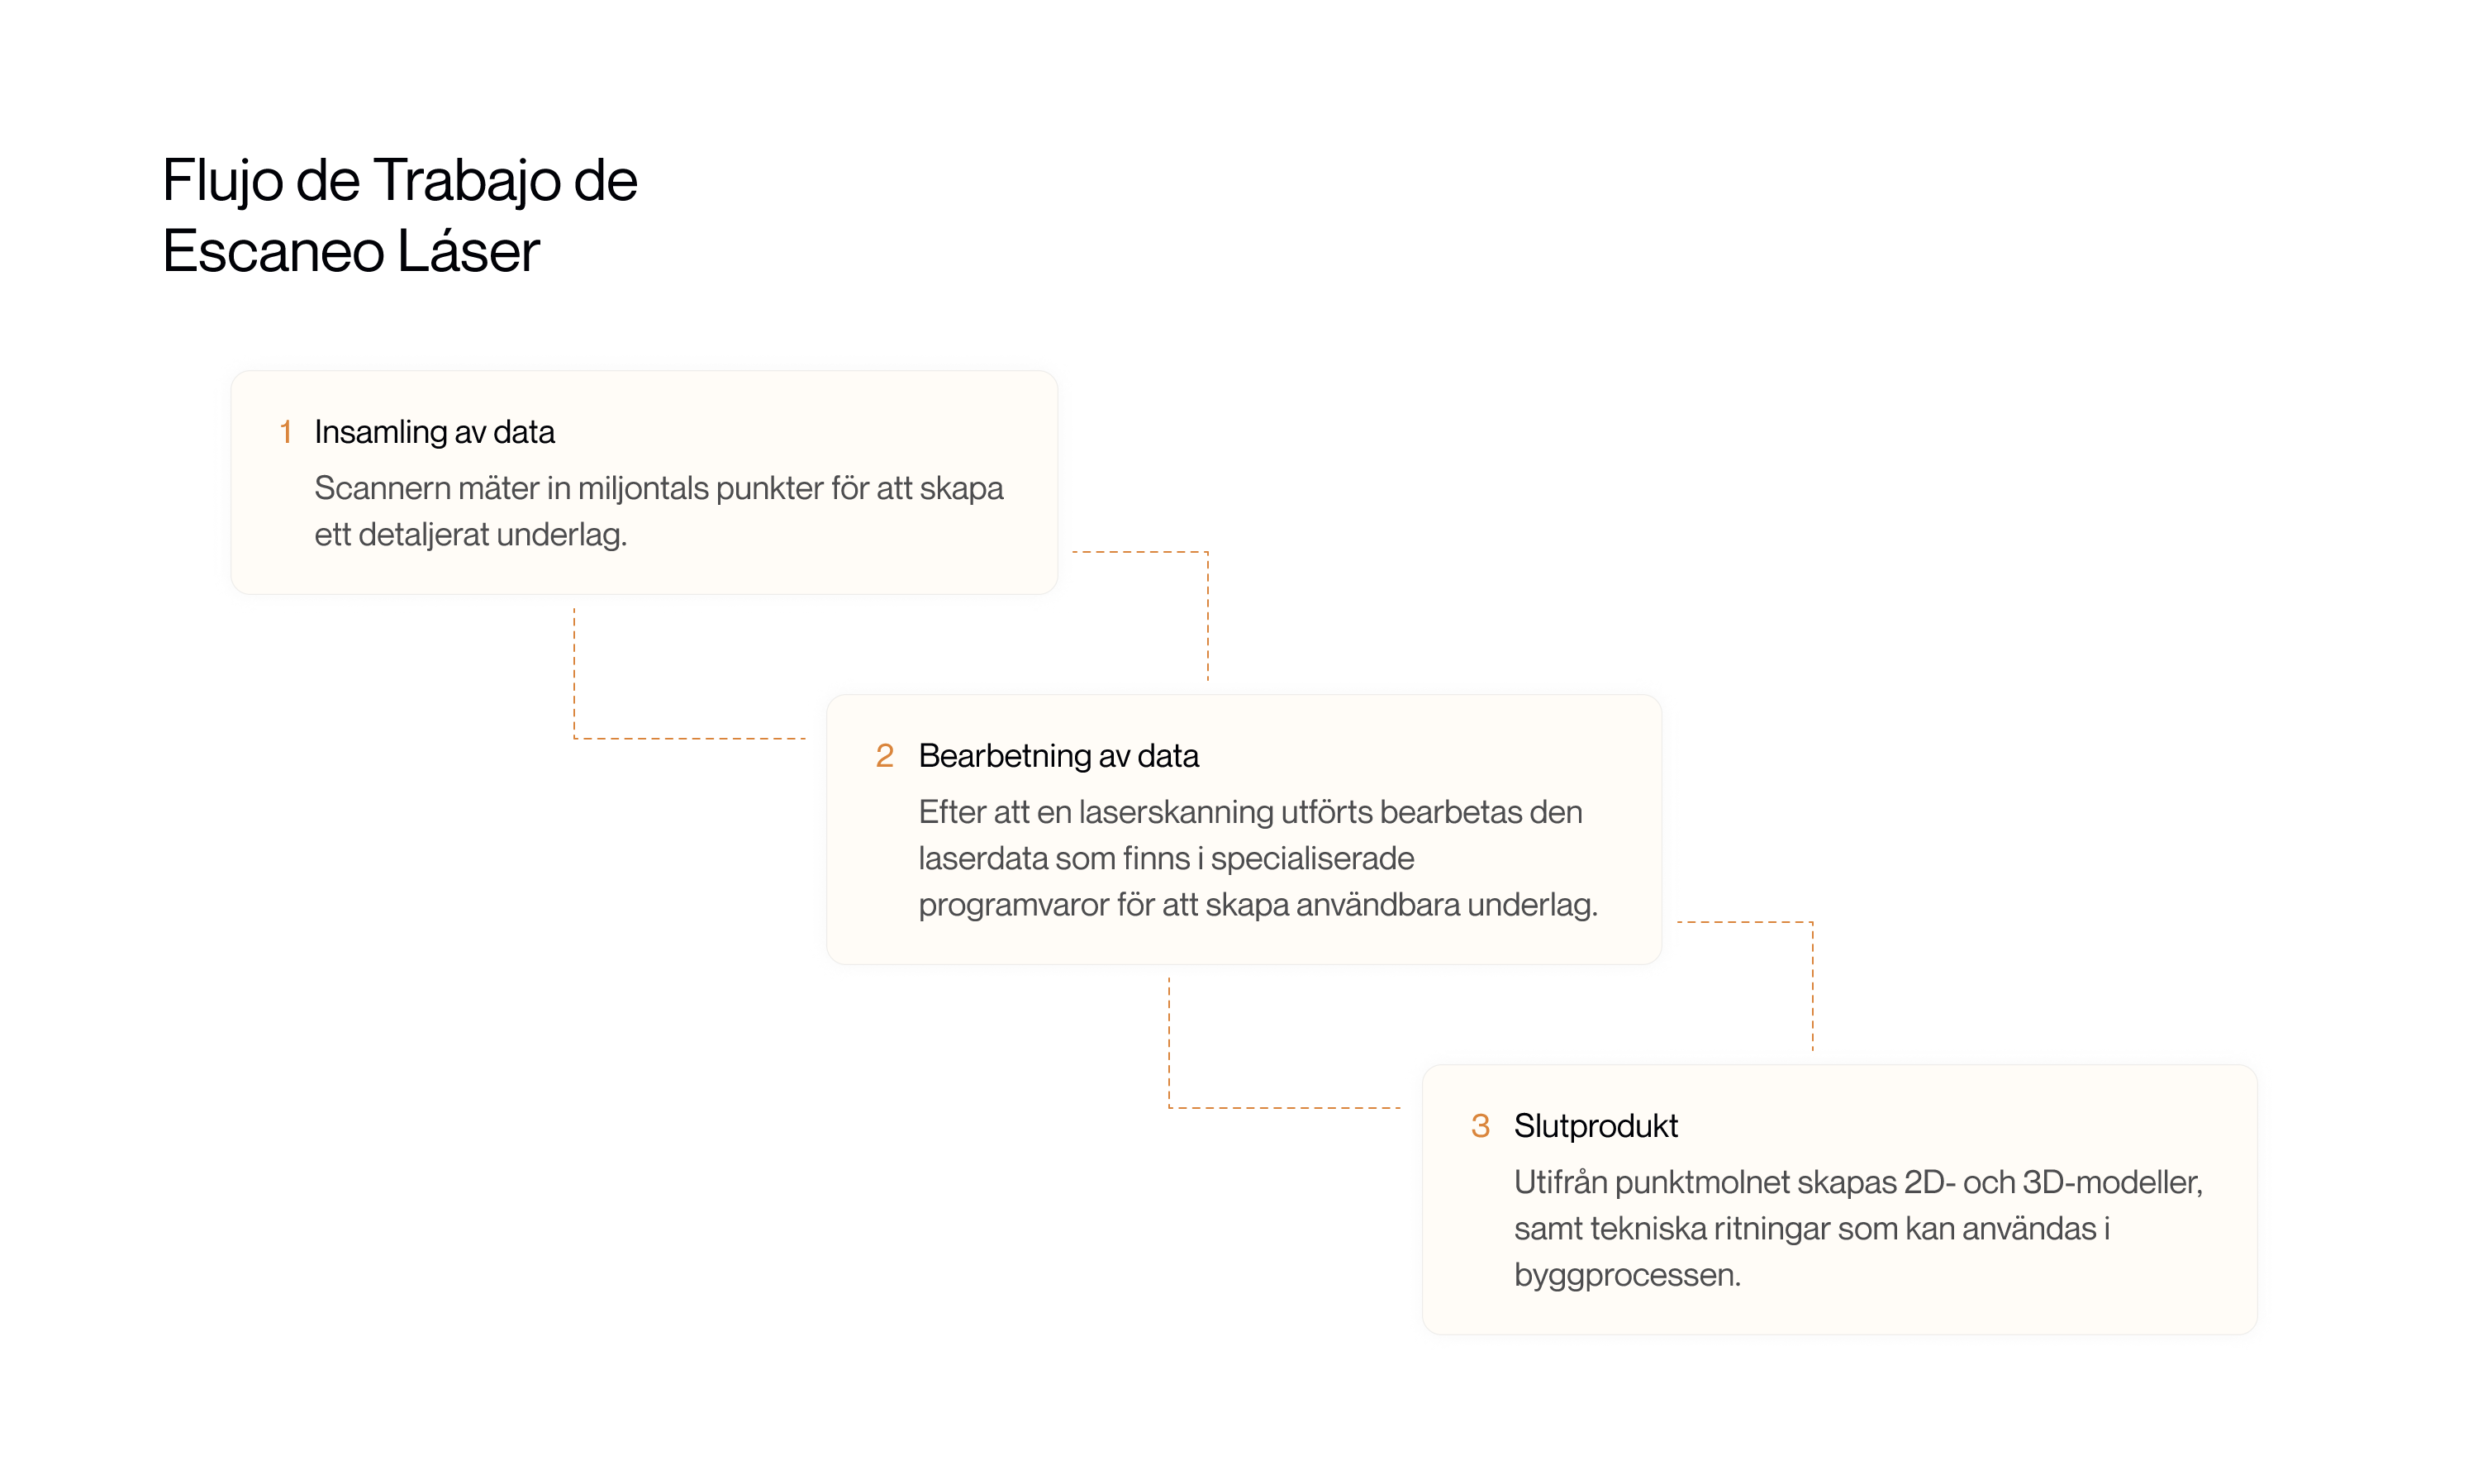 Flujo de Trabajo de
Escaneo Láser
1 Insamling av data
Scannern mäter in miljontals punkter för att skapa
ett detaljerat underlag.
2 Bearbetning av data
Efter att en laserskanning utförts bearbetas den
laserdata som finns i specialiserade
programvaror för att skapa användbara underlag.
3 Slutprodukt
Utifrån punktmolnet skapas 2D- och 3D-modeller,
samt tekniska ritningar som kan användas i
byggprocessen.